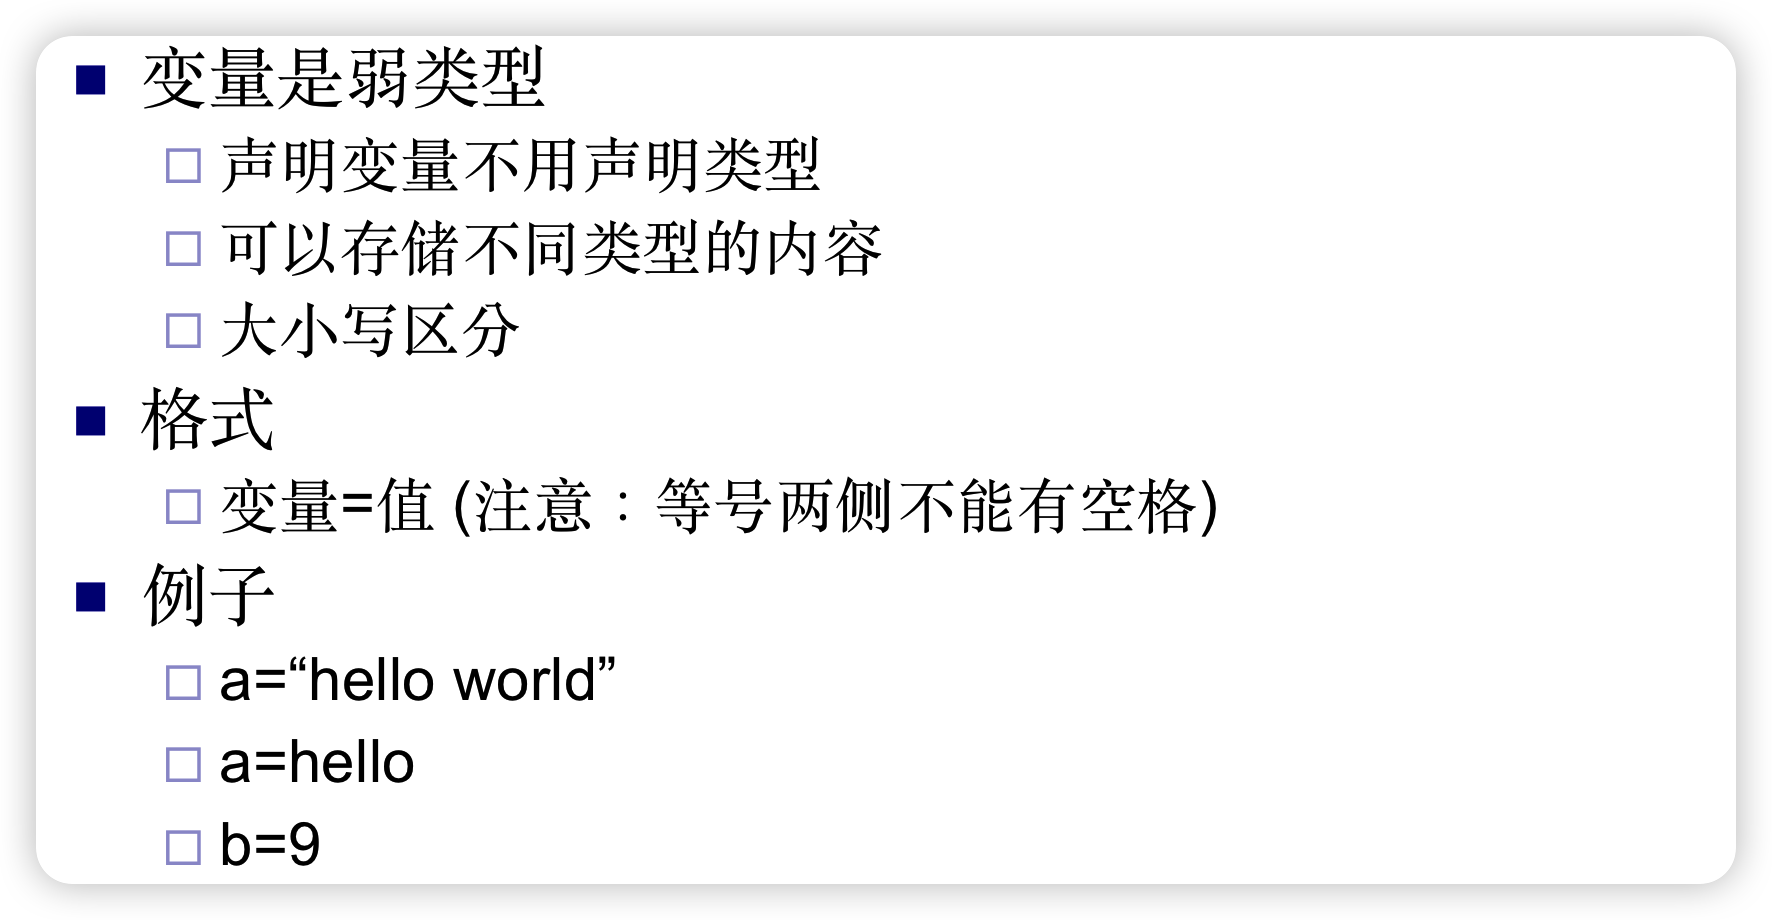 变量是弱类型
声明变量不用声明类型
可以存储不同类型的内容
大小写区分
格式
变量=值 (注意：等号两侧不能有空格)
例子
a=“hello world”
a=hello
b=9